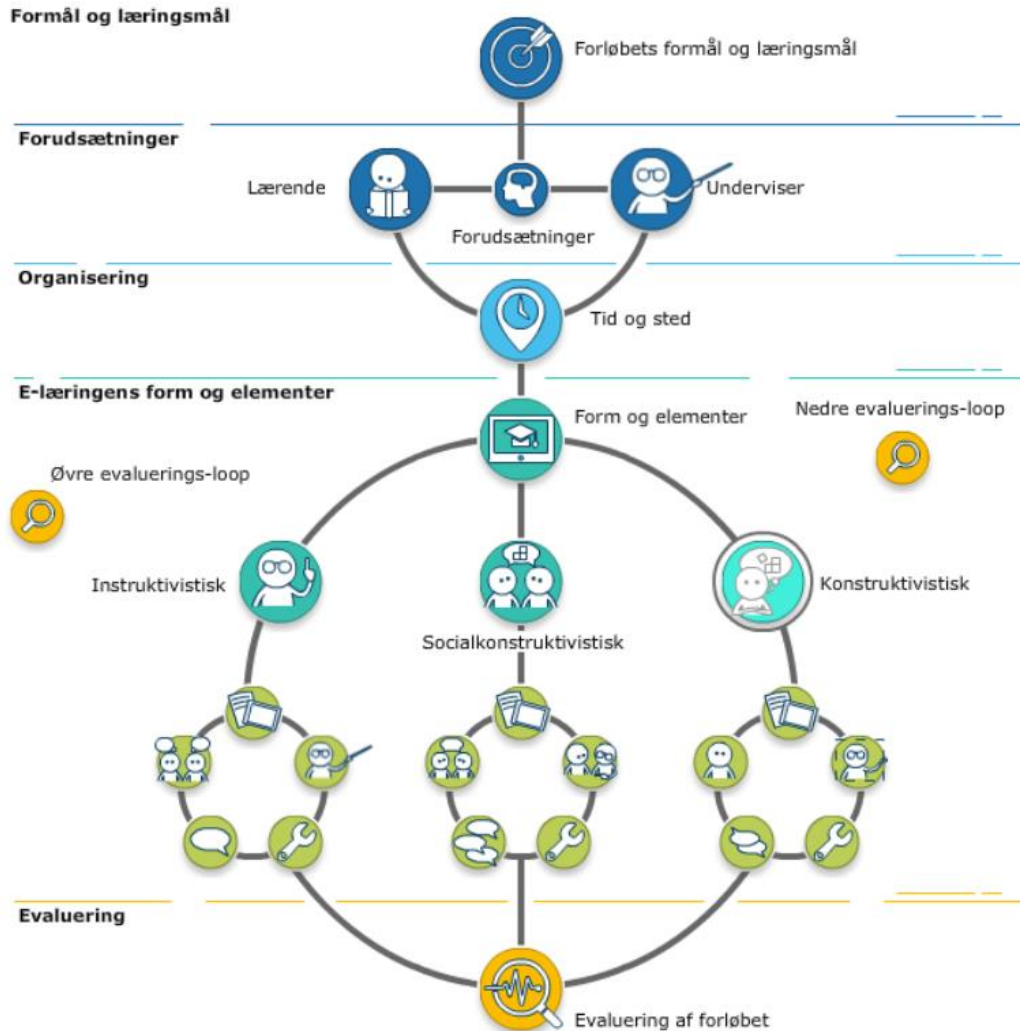 Formål og læringsmål
Forløbets formål og læringsmål
Forudsætninger
Lærende
Underviser
Forudsætninger
Organisering
Tid og sted
E-læringens form og elementer
Form og elementer
Nedre evaluerings-loop
Øvre evaluerings-loop
Instruktivistisk
Konstruktivistisk
Socialkonstruktivistisk
Evaluering
Evaluering af forløbet